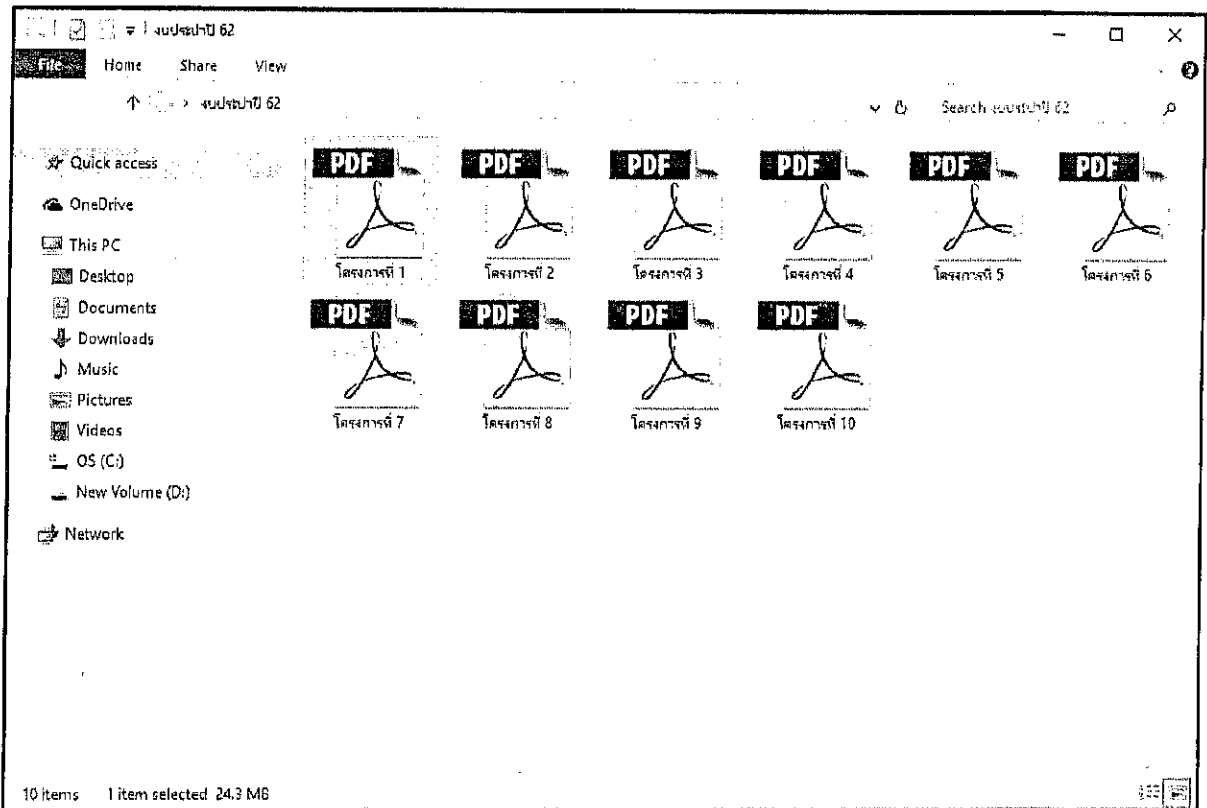 งบประปาปี 62
File Home Share View
งบประปาปี 62 Search งบประปาปี 62
Quick access
OneDrive
This PC
Desktop
Documents
Downloads
Music
Pictures
Videos
OS (C:)
New Volume (D:)
Network
PDF PDF PDF PDF PDF PDF
โครงการที่ 1 โครงการที่ 2 โครงการที่ 3 โครงการที่ 4 โครงการที่ 5 โครงการที่ 6
PDF PDF PDF PDF
โครงการที่ 7 โครงการที่ 8 โครงการที่ 9 โครงการที่ 10
10 items 1 item selected 24.3 MB